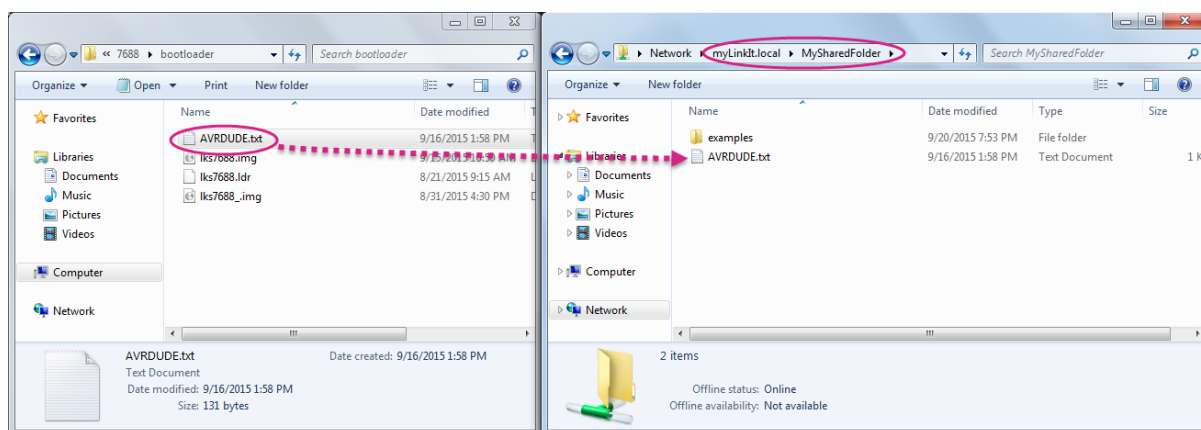 « 7688 ▸ bootloader
Search bootloader
Organize ▾ Open ▾ Print New folder
Favorites
Libraries
Documents
Music
Pictures
Videos
Computer
Network
Name Date modified T
AVRDUDE.txt 9/16/2015 1:58 PM T
lks7688.img
lks7688.ldr 8/21/2015 9:15 AM
lks7688_.img 8/31/2015 4:30 PM
AVRDUDE.txt Date created: 9/16/2015 1:58 PM
Text Document
Date modified: 9/16/2015 1:58 PM
Size: 131 bytes
▸ Network ▸ myLinkIt.local ▸ MySharedFolder ▸
Search MySharedFolder
Organize ▾ New folder
Favorites
Libraries
Documents
Music
Pictures
Videos
Computer
Network
Name Date modified Type Size
examples 9/20/2015 7:53 PM File folder
AVRDUDE.txt 9/16/2015 1:58 PM Text Document 1 K
2 items
Offline status: Online
Offline availability: Not available